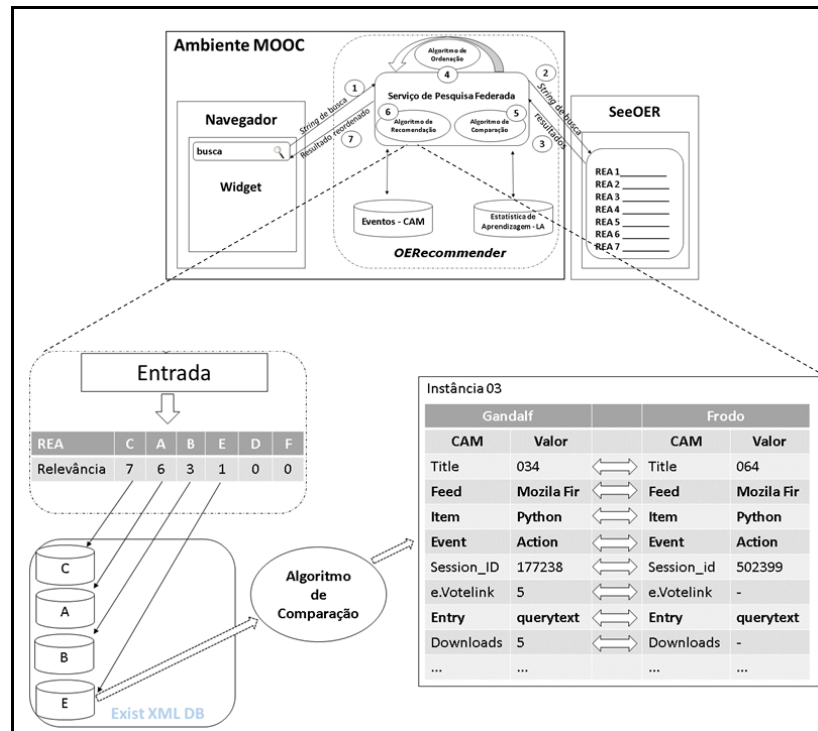 Ambiente MOOC
Algoritmo de
Ordenação
4
1
2
Serviço de Pesquisa Federada
6
5
Algoritmo de
Recomendação
Algoritmo de
Comparação
String de busca
Resultado reordenado
7
String de busca
resultados
3
Navegador
busca
Widget
SeeOER
REA 1
REA 2
REA 3
REA 4
REA 5
REA 6
REA 7
Eventos - CAM
Estatística de
Aprendizagem - LA
OERecommender
Entrada
REA C A B E D F
Relevância 7 6 3 1 0 0
C
A
B
E
Exist XML DB
Algoritmo
de
Comparação
Instância 03
Gandalf Frodo
CAM Valor CAM Valor
Title 034 Title 064
Feed Mozila Fir Feed Mozila Fir
Item Python Item Python
Event Action Event Action
Session_ID 177238 Session_id 502399
e.Votelink 5 e.Votelink -
Entry querytext Entry querytext
Downloads 5 Downloads -
... ... ... ...